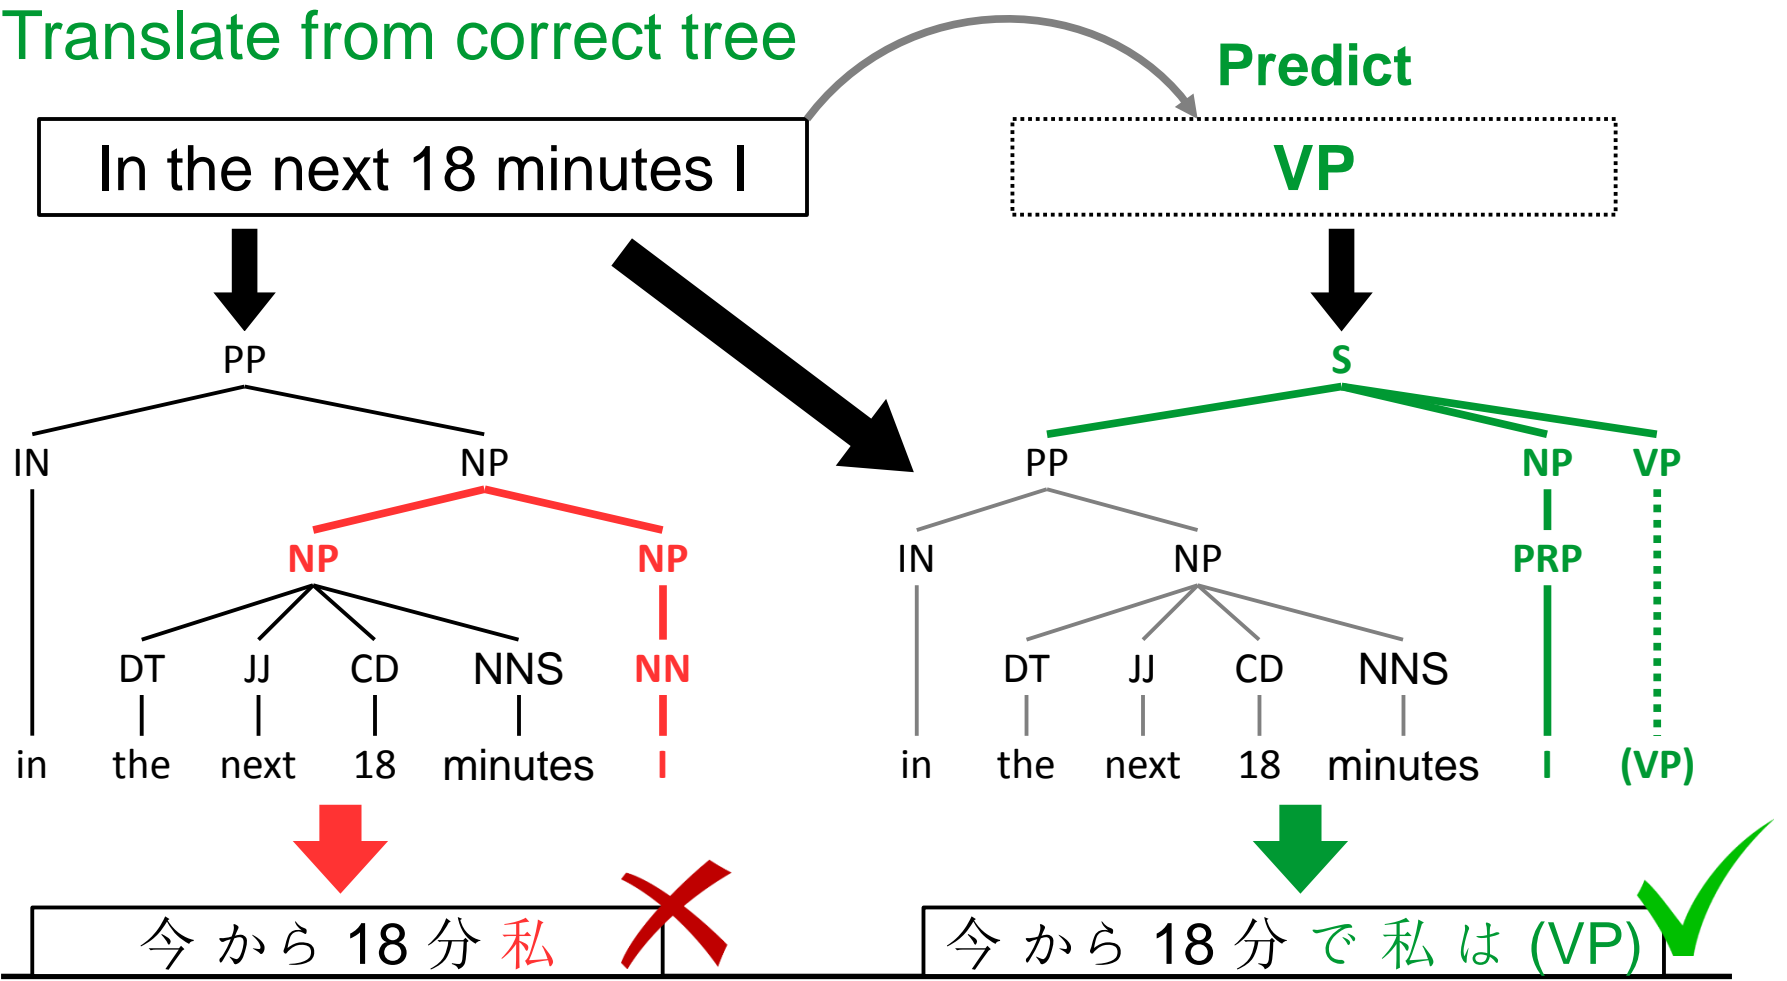 Translate from correct tree
Predict
In the next 18 minutes I
VP
PP
S
IN NP
PP NP VP
NP NP
IN NP PRP
DT JJ CD NNS NN
DT JJ CD NNS
in the next 18 minutes I
in the next 18 minutes I (VP)
今 から 18 分 私
今 から 18 分 で 私 は (VP)